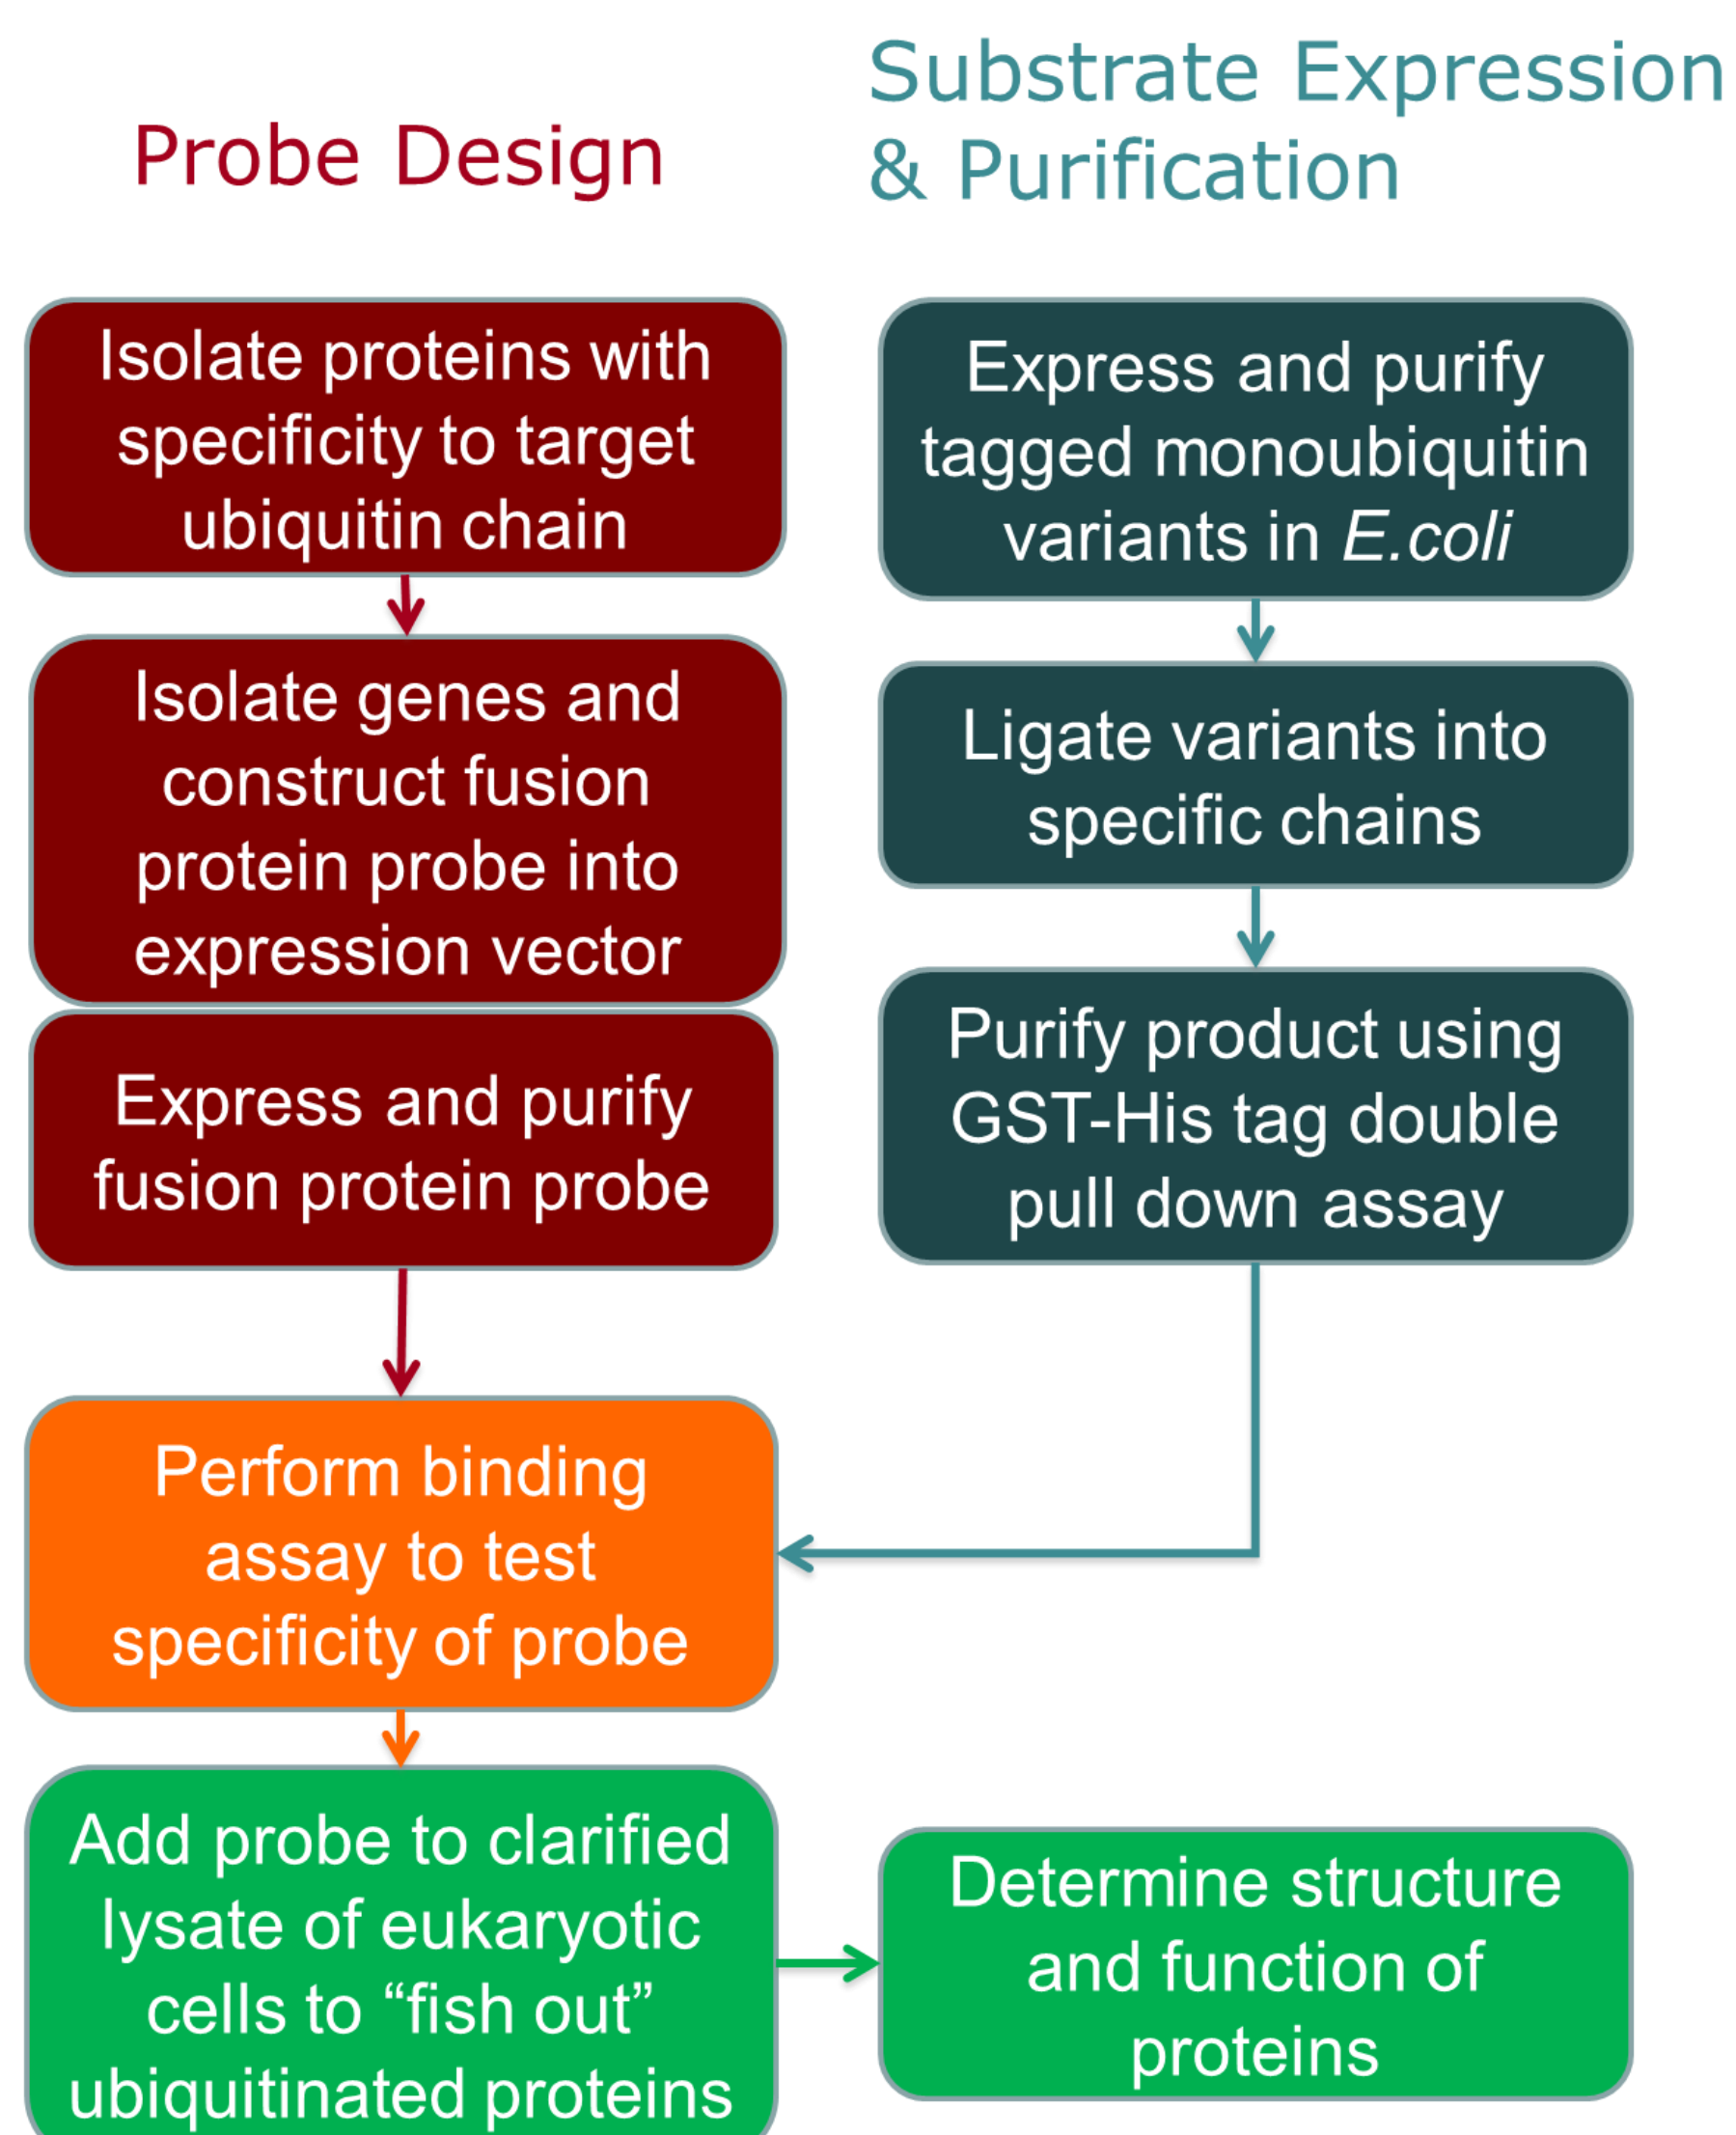 Probe Design
Substrate Expression
& Purification
Isolate proteins with
specificity to target
ubiquitin chain
Isolate genes and
construct fusion
protein probe into
expression vector
Express and purify
fusion protein probe
Express and purify
tagged monoubiquitin
variants in E.coli
Ligate variants into
specific chains
Purify product using
GST-His tag double
pull down assay
Perform binding
assay to test
specificity of probe
Add probe to clarified
lysate of eukaryotic
cells to “fish out”
ubiquitinated proteins
Determine structure
and function of
proteins